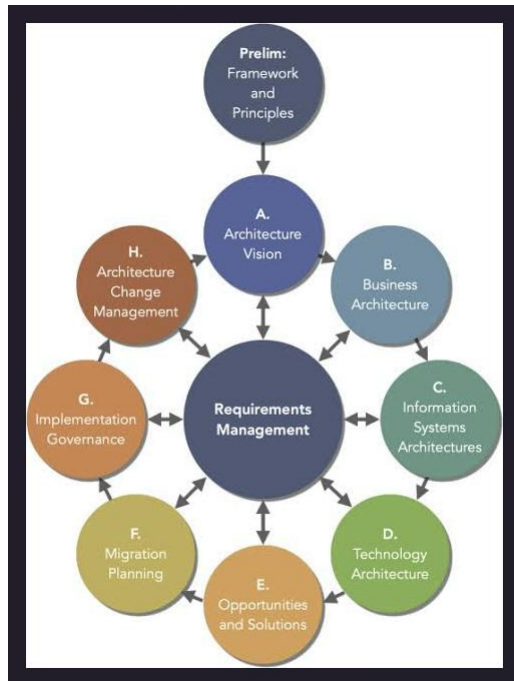 Prelim:
Framework
and
Principles
A.
Architecture
Vision
B.
Business
Architecture
C.
Information
Systems
Architectures
D.
Technology
Architecture
E.
Opportunities
and Solutions
F.
Migration
Planning
G.
Implementation
Governance
H.
Architecture
Change
Management
Requirements
Management